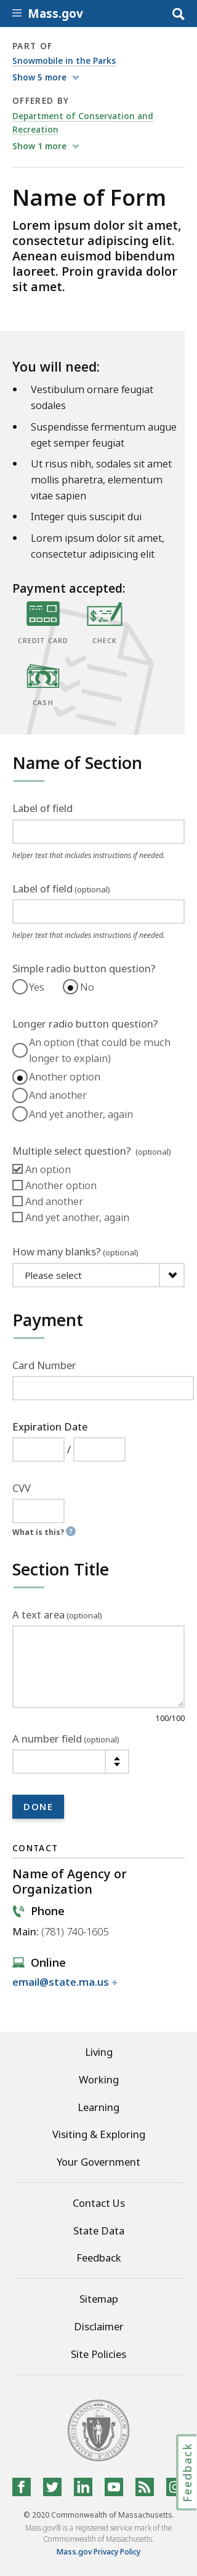 Mass.gov
PART OF
Snowmobile in the Parks
Show 5 more
OFFERED BY
Department of Conservation and
Recreation
Show 1 more
Name of Form
Lorem ipsum dolor sit amet,
consectetur adipiscing elit.
Aenean euismod bibendum
laoreet. Proin gravida dolor
sit amet.
You will need:
Vestibulum ornare feugiat
sodales
Suspendisse fermentum augue
eget semper feugiat
Ut risus nibh, sodales sit amet
mollis pharetra, elementum
vitae sapien
Integer quis suscipit dui
Lorem ipsum dolor sit amet,
consectetur adipisicing elit
Payment accepted:
CREDIT CARD CHECK
CASH
Name of Section
Label of field
helper text that includes instructions if needed.
Label of field (optional)
helper text that includes instructions if needed.
Simple radio button question?
Yes No
Longer radio button question?
An option (that could be much
longer to explain)
Another option
And another
And yet another, again
Multiple select question? (optional)
An option
Another option
And another
And yet another, again
How many blanks? (optional)
Please select
Payment
Card Number
Expiration Date
/
CVV
What is this? ?
Section Title
A text area (optional)
100/100
A number field (optional)
DONE
CONTACT
Name of Agency or
Organization
Phone
Main: (781) 740-1605
Online
email@state.ma.us
Living
Working
Learning
Visiting & Exploring
Your Government
Contact Us
State Data
Feedback
Sitemap
Disclaimer
Site Policies
Feedback
© 2020 Commonwealth of Massachusetts.
Mass.gov® is a registered service mark of the
Commonwealth of Massachusetts.
Mass.gov Privacy Policy